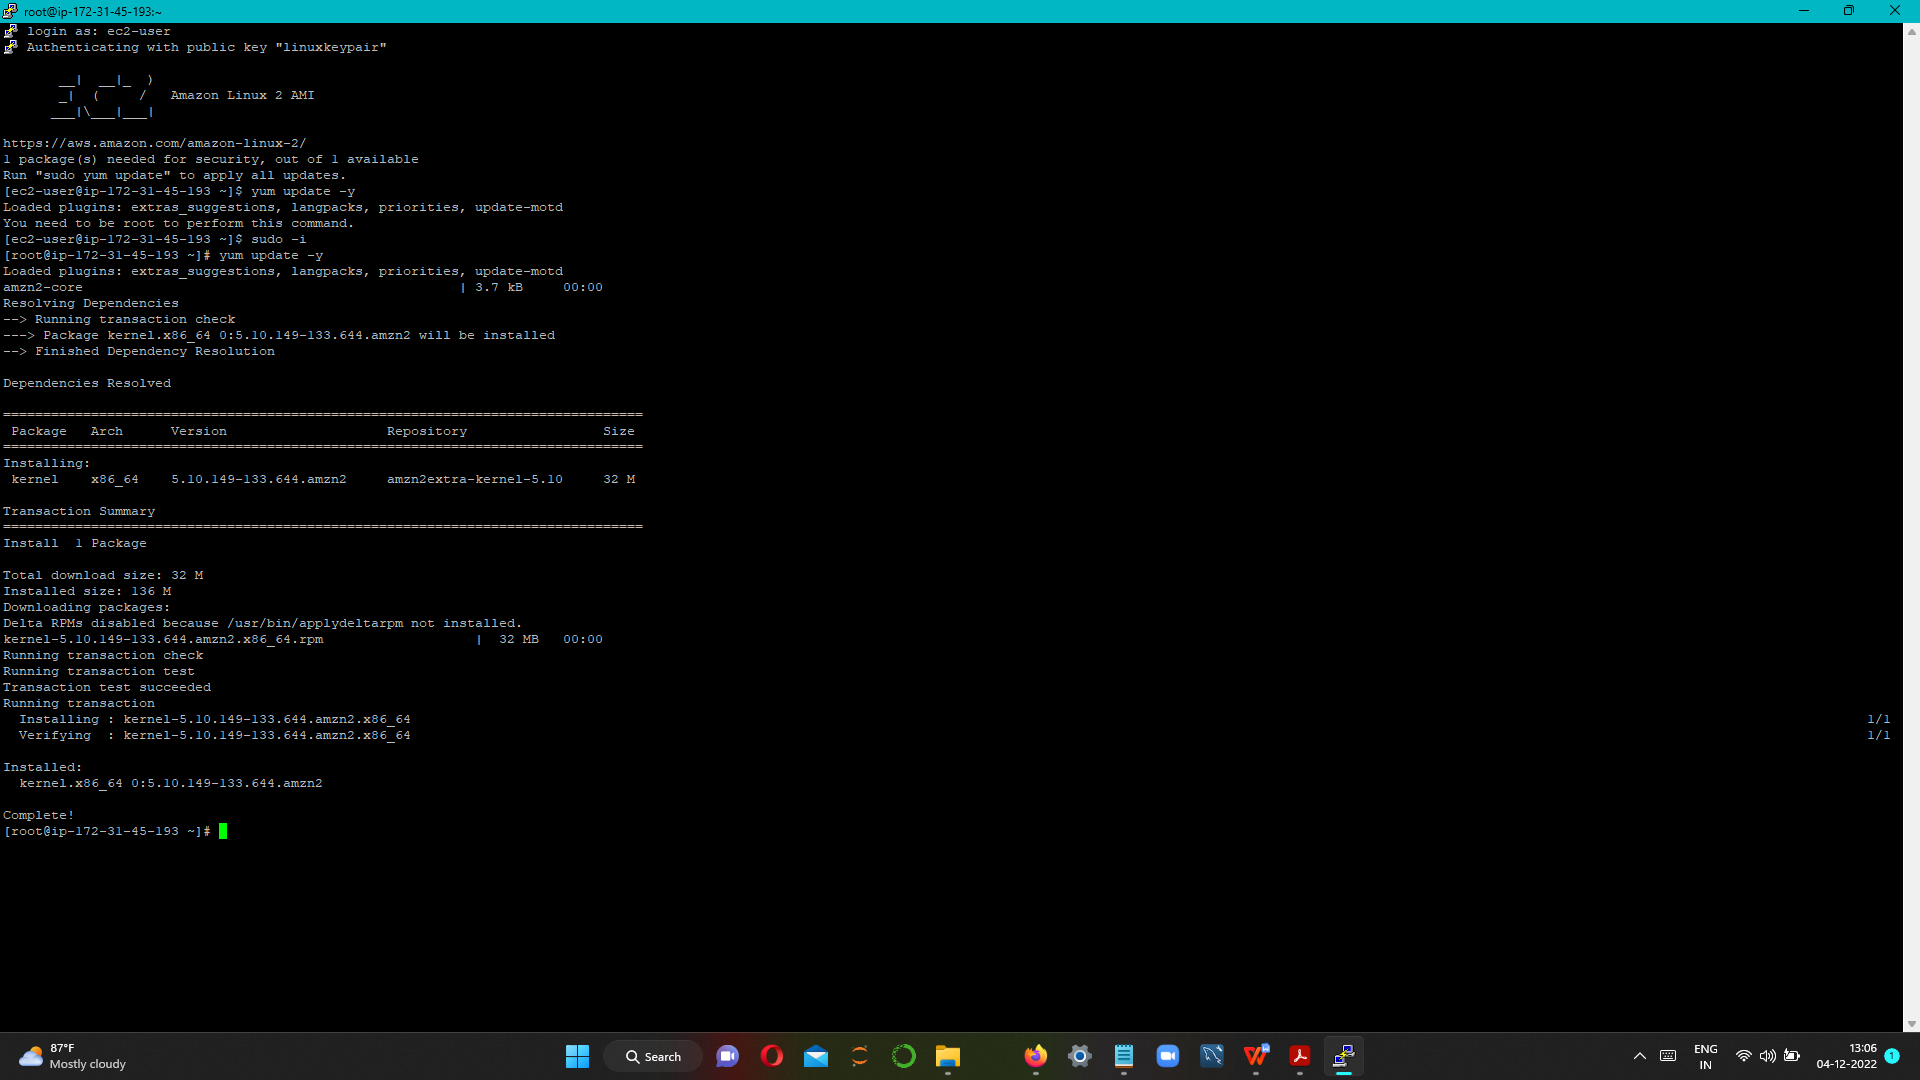 root@ip-172-31-45-193:~
login as: ec2-user
Authenticating with public key "linuxkeypair"
       __|  __|_  )
       _|  (     /   Amazon Linux 2 AMI
      ___|\___|___|
https://aws.amazon.com/amazon-linux-2/
1 package(s) needed for security, out of 1 available
Run "sudo yum update" to apply all updates.
[ec2-user@ip-172-31-45-193 ~]$ yum update -y
Loaded plugins: extras_suggestions, langpacks, priorities, update-motd
You need to be root to perform this command.
[ec2-user@ip-172-31-45-193 ~]$ sudo -i
[root@ip-172-31-45-193 ~]# yum update -y
Loaded plugins: extras_suggestions, langpacks, priorities, update-motd
amzn2-core | 3.7 kB 00:00
Resolving Dependencies
--> Running transaction check
---> Package kernel.x86_64 0:5.10.149-133.644.amzn2 will be installed
--> Finished Dependency Resolution
Dependencies Resolved
================================================================================
Package Arch Version Repository Size
================================================================================
Installing:
kernel x86_64 5.10.149-133.644.amzn2 amzn2extra-kernel-5.10 32 M
Transaction Summary
================================================================================
Install 1 Package
Total download size: 32 M
Installed size: 136 M
Downloading packages:
Delta RPMs disabled because /usr/bin/applydeltarpm not installed.
kernel-5.10.149-133.644.amzn2.x86_64.rpm | 32 MB 00:00
Running transaction check
Running transaction test
Transaction test succeeded
Running transaction
Installing : kernel-5.10.149-133.644.amzn2.x86_64 1/1
Verifying : kernel-5.10.149-133.644.amzn2.x86_64 1/1
Installed:
kernel.x86_64 0:5.10.149-133.644.amzn2
Complete!
[root@ip-172-31-45-193 ~]#
87°F
Mostly cloudy
Search
ENG
IN
13:06
04-12-2022
1